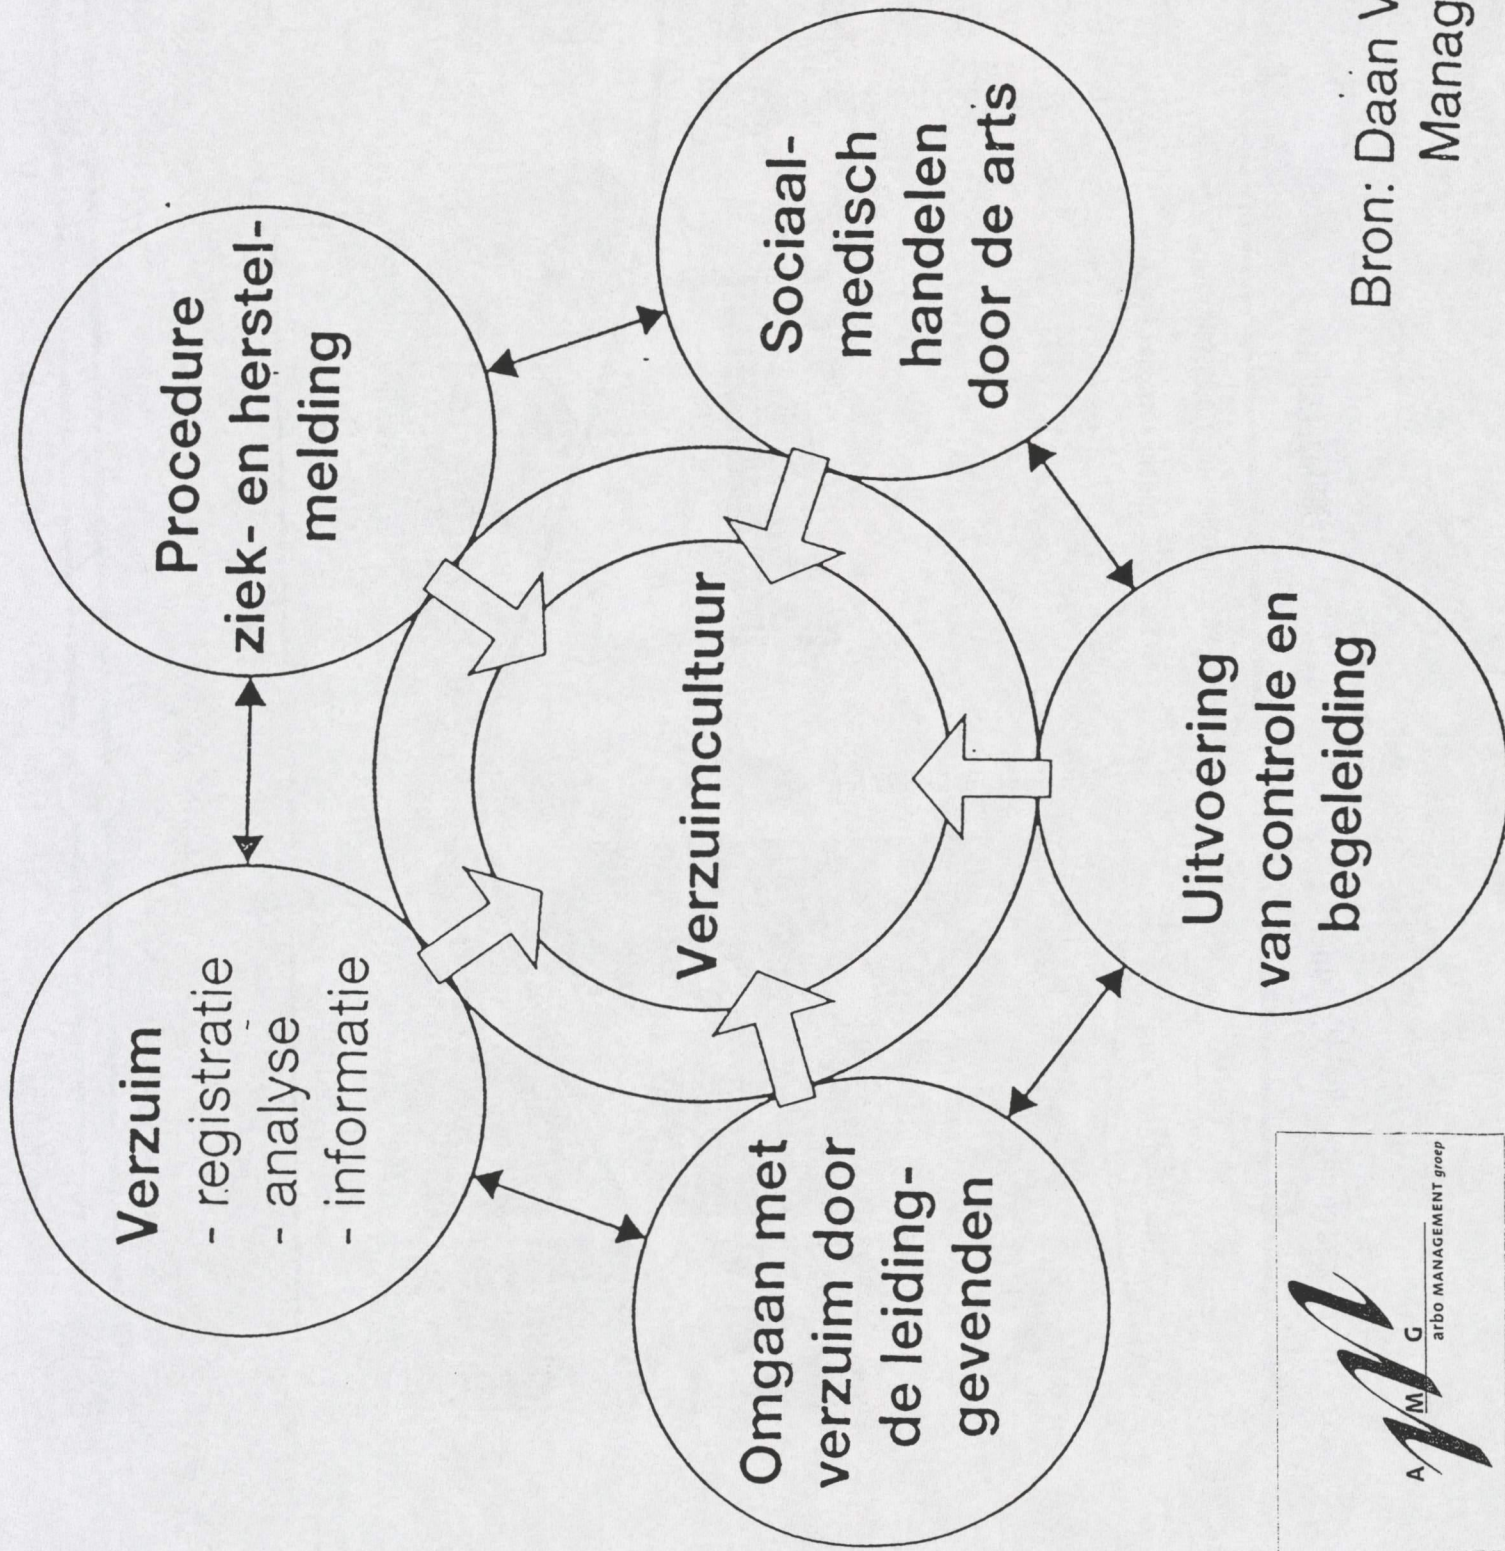 Verzuim
- registratie
- analyse
- informatie
Procedure
ziek- en herstel-
melding
Verzuimcultuur
Omgaan met
verzuim door
de leiding-
gevenden
Sociaal-
medisch
handelen
door de arts
Uitvoering
van controle en
begeleiding
A M G
arbo MANAGEMENT groep
Bron: Daan